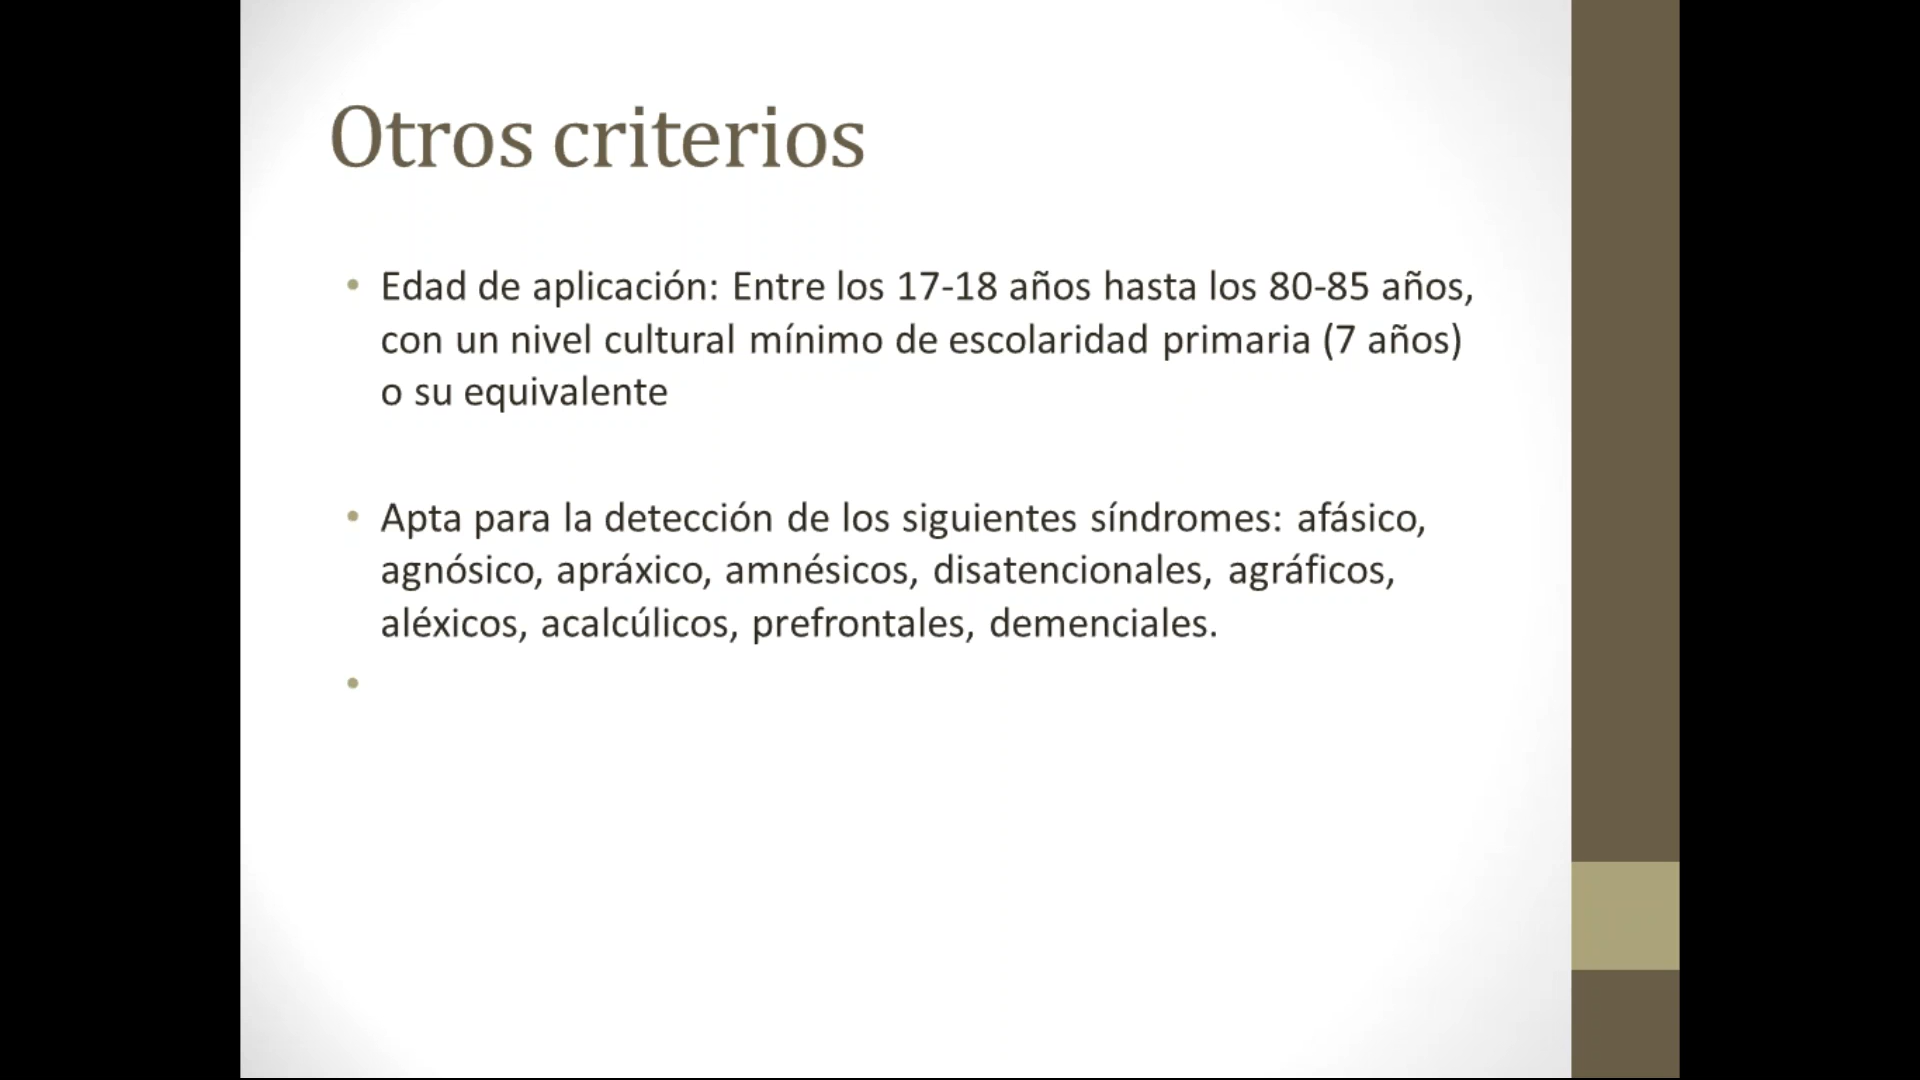 Otros criterios
• Edad de aplicación: Entre los 17-18 años hasta los 80-85 años,
con un nivel cultural mínimo de escolaridad primaria (7 años)
o su equivalente
• Apta para la detección de los siguientes síndromes: afásico,
agnósico, apráxico, amnésicos, disatencionales, agráficos,
aléxicos, acalcúlicos, prefrontales, demenciales.
•